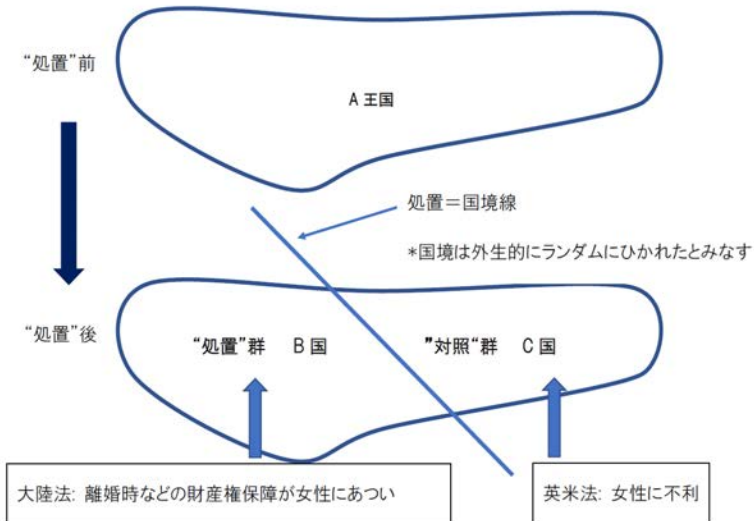 “処置”前
A 王国
処置＝国境線
*国境は外生的にランダムにひかれたとみなす
“処置”後
“処置”群　B 国
”対照“群　C 国
大陸法: 離婚時などの財産権保障が女性にあつい
英米法: 女性に不利